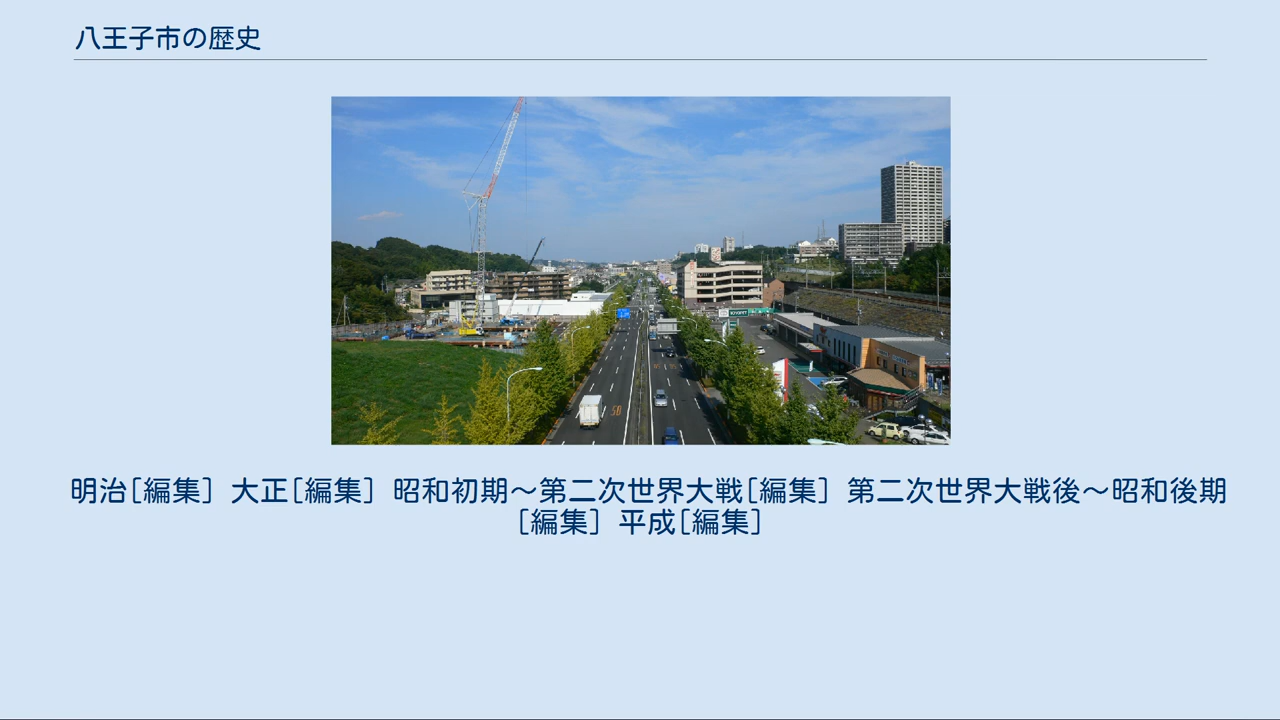 八王子市の歴史
50
明治[編集] 大正[編集] 昭和初期～第二次世界大戦[編集] 第二次世界大戦後～昭和後期
[編集] 平成[編集]